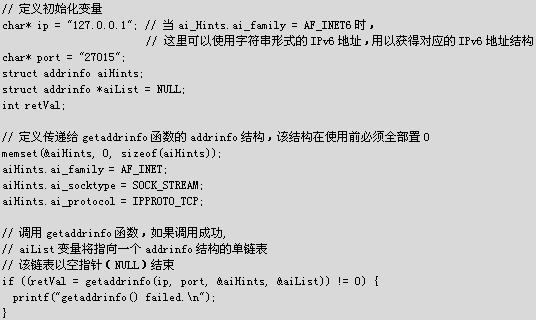 // 定义初始化变量
char* ip = "127.0.0.1"; // 当 ai_Hints.ai_family = AF_INET6 时，
// 这里可以使用字符串形式的 IPv6 地址，用以获得对应的 IPv6 地址结构
char* port = "27015";
struct addrinfo aiHints;
struct addrinfo *aiList = NULL;
int retVal;
// 定义传递给 getaddrinfo 函数的 addrinfo 结构，该结构在使用前必须全部置 0
memset(&aiHints, 0, sizeof(aiHints));
aiHints.ai_family = AF_INET;
aiHints.ai_socktype = SOCK_STREAM;
aiHints.ai_protocol = IPPROTO_TCP;
// 调用 getaddrinfo 函数，如果调用成功，
// aiList 变量将指向一个 addrinfo 结构的单链表
// 该链表以空指针（NULL）结束
if ((retVal = getaddrinfo(ip, port, &aiHints, &aiList)) != 0) {
printf("getaddrinfo() failed.\n");
}